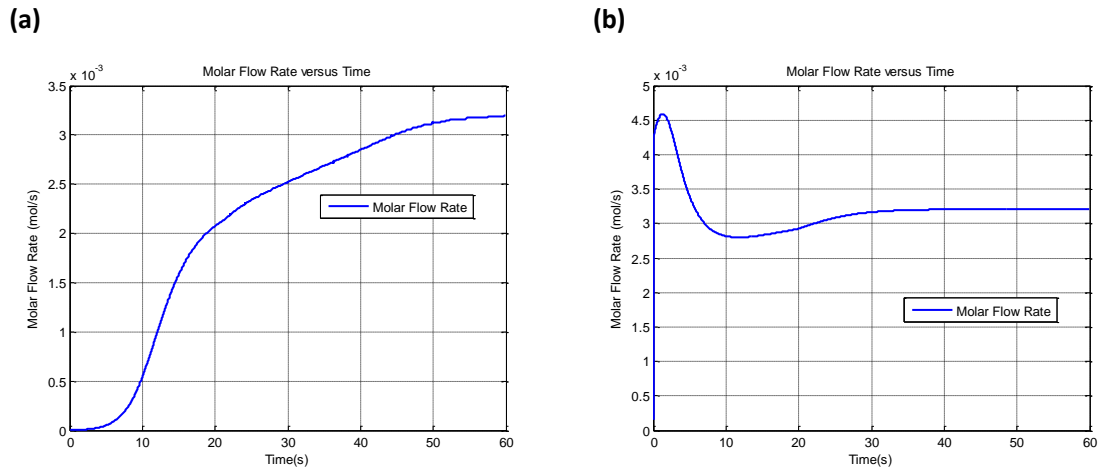 (a)
x 10^-3
Molar Flow Rate versus Time
Molar Flow Rate (mol/s)
3.5
3
2.5
2
1.5
1
0.5
0
0 10 20 30 40 50 60
Time(s)
Molar Flow Rate
(b)
x 10^-3
Molar Flow Rate versus Time
Molar Flow Rate (mol/s)
5
4.5
4
3.5
3
2.5
2
1.5
1
0.5
0
0 10 20 30 40 50 60
Time(s)
Molar Flow Rate